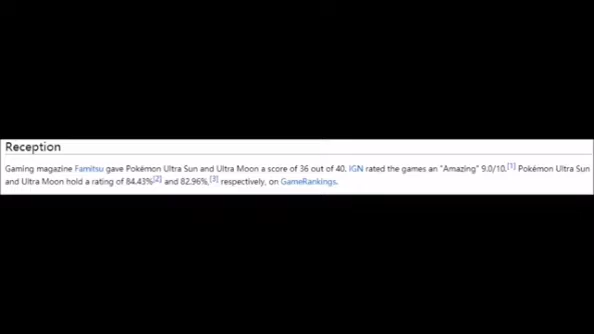 Reception
Gaming magazine Famitsu gave Pokémon Ultra Sun and Ultra Moon a score of 36 out of 40. IGN rated the games an "Amazing" 9.0/10.[1] Pokémon Ultra Sun
and Ultra Moon hold a rating of 84.43%[2] and 82.96%,[3] respectively, on GameRankings.